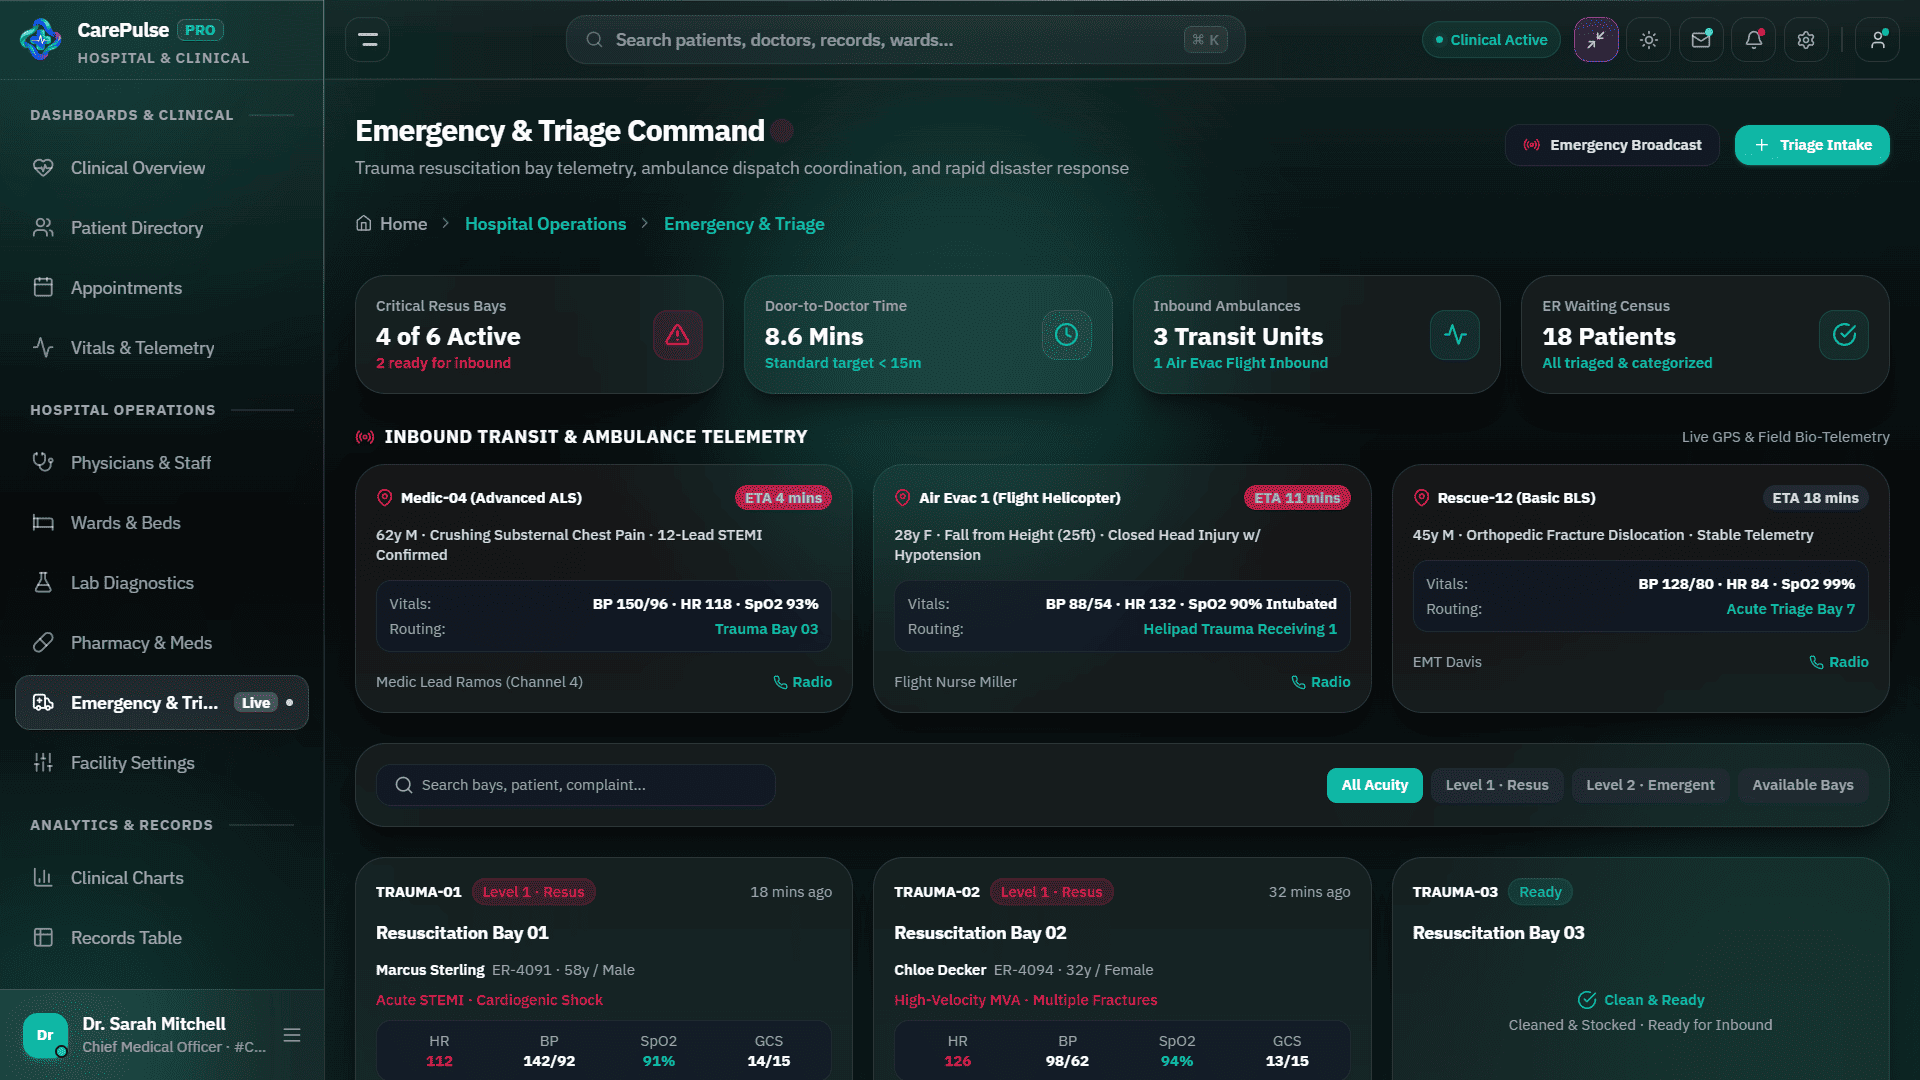 CarePulse PRO
HOSPITAL & CLINICAL
Search patients, doctors, records, wards...
⌘ K
Clinical Active
DASHBOARDS & CLINICAL
Clinical Overview
Patient Directory
Appointments
Vitals & Telemetry
HOSPITAL OPERATIONS
Physicians & Staff
Wards & Beds
Lab Diagnostics
Pharmacy & Meds
Emergency & Tri... Live
Facility Settings
ANALYTICS & RECORDS
Clinical Charts
Records Table
Dr
Dr. Sarah Mitchell
Chief Medical Officer · #C...
Emergency & Triage Command
Trauma resuscitation bay telemetry, ambulance dispatch coordination, and rapid disaster response
Emergency Broadcast
Triage Intake
Home > Hospital Operations > Emergency & Triage
Critical Resus Bays
4 of 6 Active
2 ready for inbound
Door-to-Doctor Time
8.6 Mins
Standard target < 15m
Inbound Ambulances
3 Transit Units
1 Air Evac Flight Inbound
ER Waiting Census
18 Patients
All triaged & categorized
INBOUND TRANSIT & AMBULANCE TELEMETRY
Live GPS & Field Bio-Telemetry
Medic-04 (Advanced ALS)
ETA 4 mins
62y M · Crushing Substernal Chest Pain · 12-Lead STEMI
Confirmed
Vitals: BP 150/96 · HR 118 · SpO2 93%
Routing: Trauma Bay 03
Medic Lead Ramos (Channel 4)
Radio
Air Evac 1 (Flight Helicopter)
ETA 11 mins
28y F · Fall from Height (25ft) · Closed Head Injury w/
Hypotension
Vitals: BP 88/54 · HR 132 · SpO2 90% Intubated
Routing: Helipad Trauma Receiving 1
Flight Nurse Miller
Radio
Rescue-12 (Basic BLS)
ETA 18 mins
45y M · Orthopedic Fracture Dislocation · Stable Telemetry
Vitals: BP 128/80 · HR 84 · SpO2 99%
Routing: Acute Triage Bay 7
EMT Davis
Radio
Search bays, patient, complaint...
All Acuity
Level 1 · Resus
Level 2 · Emergent
Available Bays
TRAUMA-01 Level 1 · Resus 18 mins ago
Resuscitation Bay 01
Marcus Sterling ER-4091 · 58y / Male
Acute STEMI · Cardiogenic Shock
HR BP SpO2 GCS
112 142/92 91% 14/15
TRAUMA-02 Level 1 · Resus 32 mins ago
Resuscitation Bay 02
Chloe Decker ER-4094 · 32y / Female
High-Velocity MVA · Multiple Fractures
HR BP SpO2 GCS
126 98/62 94% 13/15
TRAUMA-03 Ready
Resuscitation Bay 03
Clean & Ready
Cleaned & Stocked · Ready for Inbound